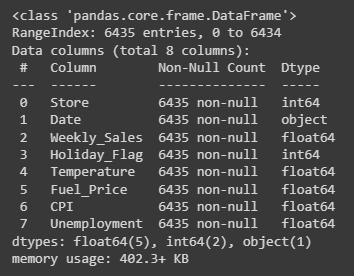 <class 'pandas.core.frame.DataFrame'>
RangeIndex: 6435 entries, 0 to 6434
Data columns (total 8 columns):
 #   Column        Non-Null Count  Dtype
---  ------        --------------  -----
 0   Store         6435 non-null   int64
 1   Date          6435 non-null   object
 2   Weekly_Sales  6435 non-null   float64
 3   Holiday_Flag  6435 non-null   int64
 4   Temperature   6435 non-null   float64
 5   Fuel_Price    6435 non-null   float64
 6   CPI           6435 non-null   float64
 7   Unemployment  6435 non-null   float64
dtypes: float64(5), int64(2), object(1)
memory usage: 402.3+ KB